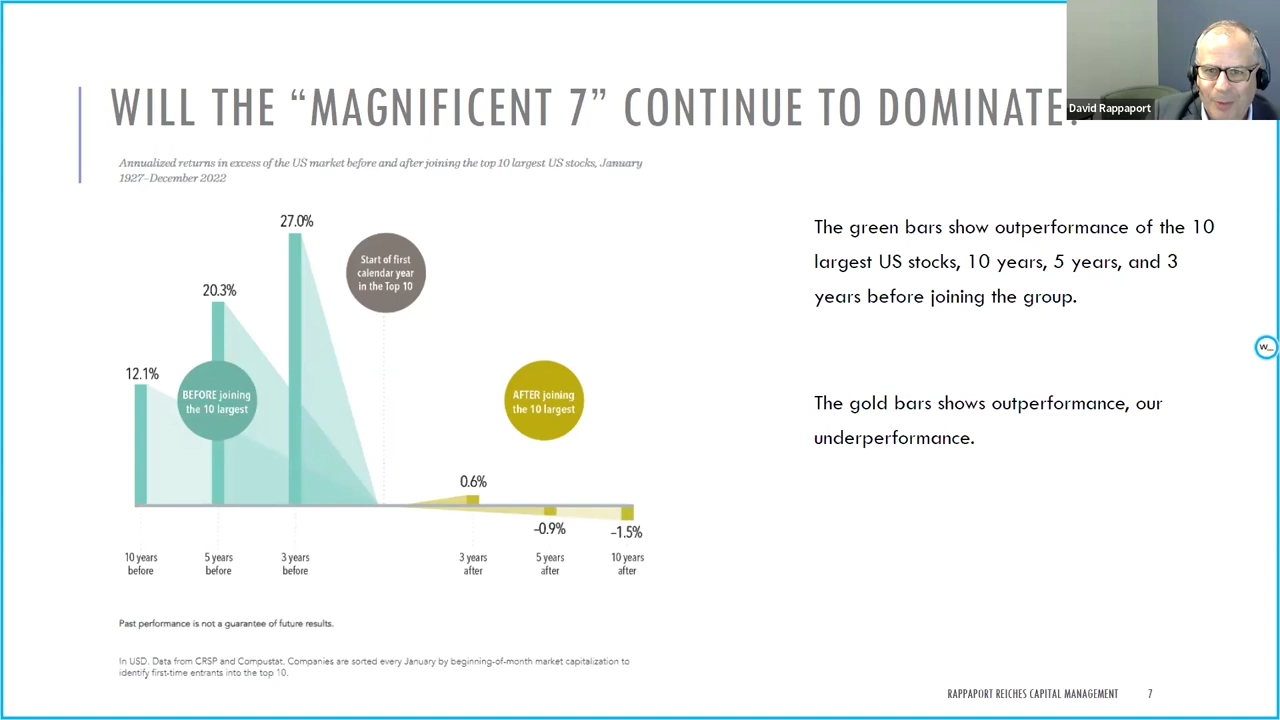 David Rappaport
WILL THE “MAGNIFICENT 7” CONTINUE TO DOMINATE?
Annualized returns in excess of the US market before and after joining the top 10 largest US stocks, January
1927–December 2022
27.0%
20.3%
12.1%
Start of first
calendar year
in the Top 10
BEFORE joining
the 10 largest
AFTER joining
the 10 largest
0.6%
–0.9%
–1.5%
10 years
before
5 years
before
3 years
before
3 years
after
5 years
after
10 years
after
The green bars show outperformance of the 10
largest US stocks, 10 years, 5 years, and 3
years before joining the group.
The gold bars shows outperformance, our
underperformance.
W_
Past performance is not a guarantee of future results.
In USD. Data from CRSP and Compustat. Companies are sorted every January by beginning-of-month market capitalization to
identify first-time entrants into the top 10.
RAPPAPORT REICHES CAPITAL MANAGEMENT 7